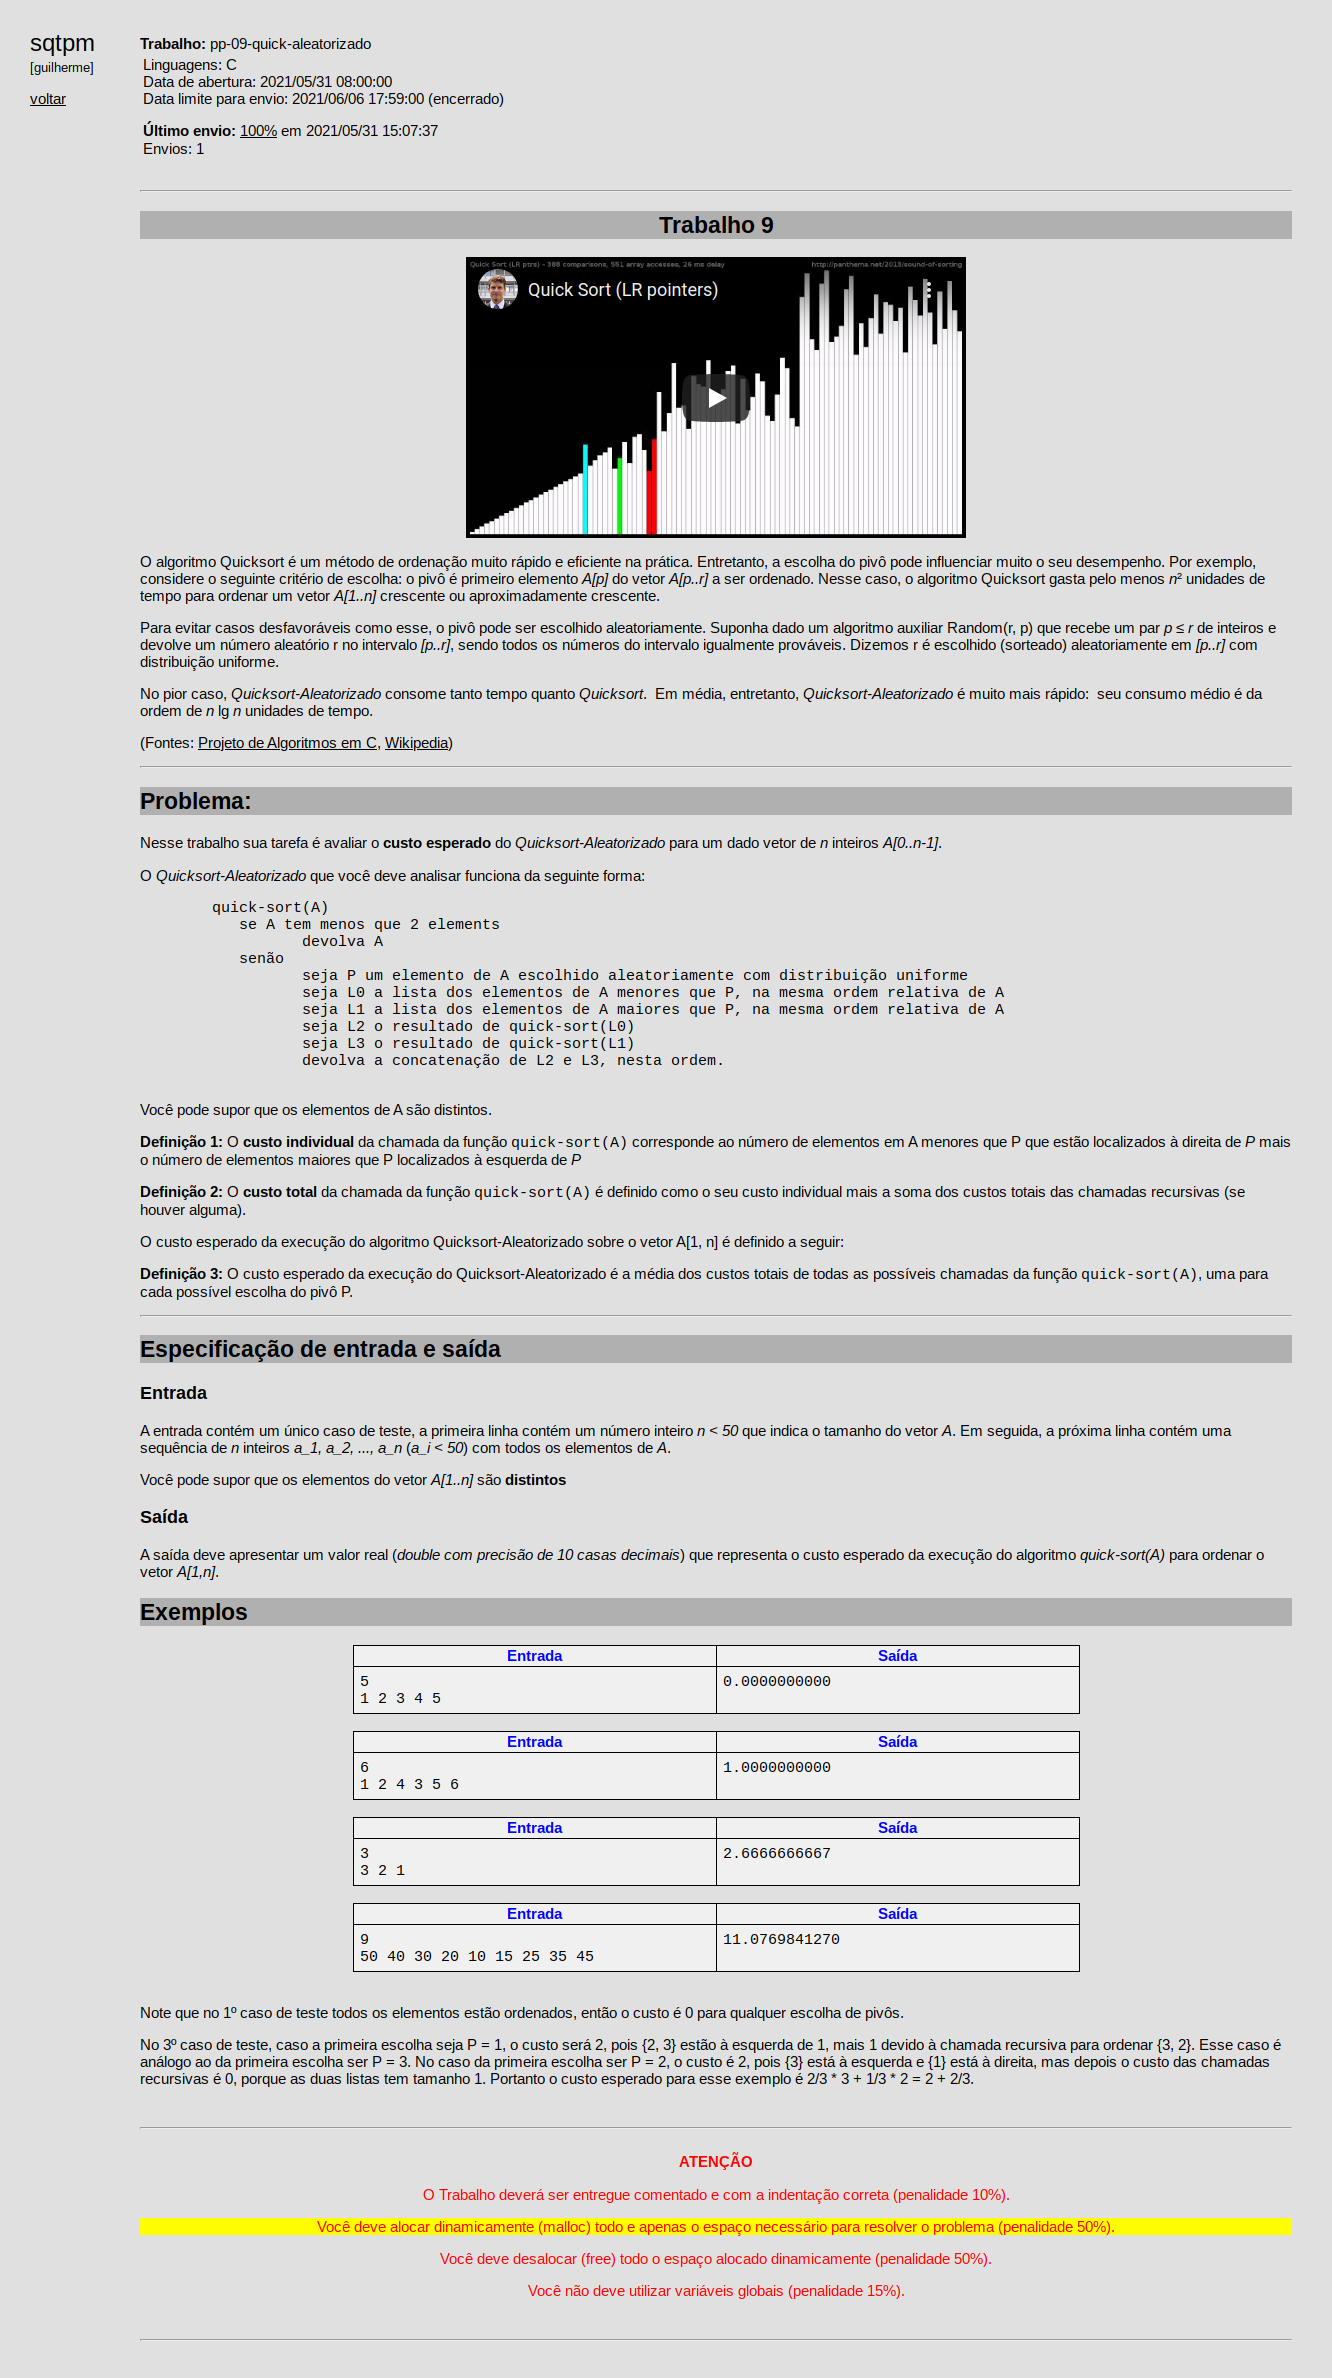 sqtpm
[guilherme]
voltar
Trabalho: pp-09-quick-aleatorizado
Linguagens: C
Data de abertura: 2021/05/31 08:00:00
Data limite para envio: 2021/06/06 17:59:00 (encerrado)
Último envio: 100% em 2021/05/31 15:07:37
Envios: 1
Trabalho 9
Quick Sort (LR ptrs) - 388 comparisons, 551 array accesses, 26 ms delay
http://panthema.net/2013/sound-of-sorting
Quick Sort (LR pointers)
O algoritmo Quicksort é um método de ordenação muito rápido e eficiente na prática. Entretanto, a escolha do pivô pode influenciar muito o seu desempenho. Por exemplo,
considere o seguinte critério de escolha: o pivô é primeiro elemento A[p] do vetor A[p..r] a ser ordenado. Nesse caso, o algoritmo Quicksort gasta pelo menos n² unidades de
tempo para ordenar um vetor A[1..n] crescente ou aproximadamente crescente.
Para evitar casos desfavoráveis como esse, o pivô pode ser escolhido aleatoriamente. Suponha dado um algoritmo auxiliar Random(r, p) que recebe um par p ≤ r de inteiros e
devolve um número aleatório r no intervalo [p..r], sendo todos os números do intervalo igualmente prováveis. Dizemos r é escolhido (sorteado) aleatoriamente em [p..r] com
distribuição uniforme.
No pior caso, Quicksort-Aleatorizado consome tanto tempo quanto Quicksort.  Em média, entretanto, Quicksort-Aleatorizado é muito mais rápido:  seu consumo médio é da
ordem de n lg n unidades de tempo.
(Fontes: Projeto de Algoritmos em C, Wikipedia)
Problema:
Nesse trabalho sua tarefa é avaliar o custo esperado do Quicksort-Aleatorizado para um dado vetor de n inteiros A[0..n-1].
O Quicksort-Aleatorizado que você deve analisar funciona da seguinte forma:
quick-sort(A)
se A tem menos que 2 elements
devolva A
senão
seja P um elemento de A escolhido aleatoriamente com distribuição uniforme
seja L0 a lista dos elementos de A menores que P, na mesma ordem relativa de A
seja L1 a lista dos elementos de A maiores que P, na mesma ordem relativa de A
seja L2 o resultado de quick-sort(L0)
seja L3 o resultado de quick-sort(L1)
devolva a concatenação de L2 e L3, nesta ordem.
Você pode supor que os elementos de A são distintos.
Definição 1: O custo individual da chamada da função quick-sort(A) corresponde ao número de elementos em A menores que P que estão localizados à direita de P mais
o número de elementos maiores que P localizados à esquerda de P
Definição 2: O custo total da chamada da função quick-sort(A) é definido como o seu custo individual mais a soma dos custos totais das chamadas recursivas (se
houver alguma).
O custo esperado da execução do algoritmo Quicksort-Aleatorizado sobre o vetor A[1, n] é definido a seguir:
Definição 3: O custo esperado da execução do Quicksort-Aleatorizado é a média dos custos totais de todas as possíveis chamadas da função quick-sort(A), uma para
cada possível escolha do pivô P.
Especificação de entrada e saída
Entrada
A entrada contém um único caso de teste, a primeira linha contém um número inteiro n < 50 que indica o tamanho do vetor A. Em seguida, a próxima linha contém uma
sequência de n inteiros a_1, a_2, ..., a_n (a_i < 50) com todos os elementos de A.
Você pode supor que os elementos do vetor A[1..n] são distintos
Saída
A saída deve apresentar um valor real (double com precisão de 10 casas decimais) que representa o custo esperado da execução do algoritmo quick-sort(A) para ordenar o
vetor A[1,n].
Exemplos
Entrada Saída
5 0.0000000000
1 2 3 4 5
Entrada Saída
6 1.0000000000
1 2 4 3 5 6
Entrada Saída
3 2.6666666667
3 2 1
Entrada Saída
9 11.0769841270
50 40 30 20 10 15 25 35 45
Note que no 1º caso de teste todos os elementos estão ordenados, então o custo é 0 para qualquer escolha de pivôs.
No 3º caso de teste, caso a primeira escolha seja P = 1, o custo será 2, pois {2, 3} estão à esquerda de 1, mais 1 devido à chamada recursiva para ordenar {3, 2}. Esse caso é
análogo ao da primeira escolha ser P = 3. No caso da primeira escolha ser P = 2, o custo é 2, pois {3} está à esquerda e {1} está à direita, mas depois o custo das chamadas
recursivas é 0, porque as duas listas tem tamanho 1. Portanto o custo esperado para esse exemplo é 2/3 * 3 + 1/3 * 2 = 2 + 2/3.
ATENÇÃO
O Trabalho deverá ser entregue comentado e com a indentação correta (penalidade 10%).
Você deve alocar dinamicamente (malloc) todo e apenas o espaço necessário para resolver o problema (penalidade 50%).
Você deve desalocar (free) todo o espaço alocado dinamicamente (penalidade 50%).
Você não deve utilizar variáveis globais (penalidade 15%).